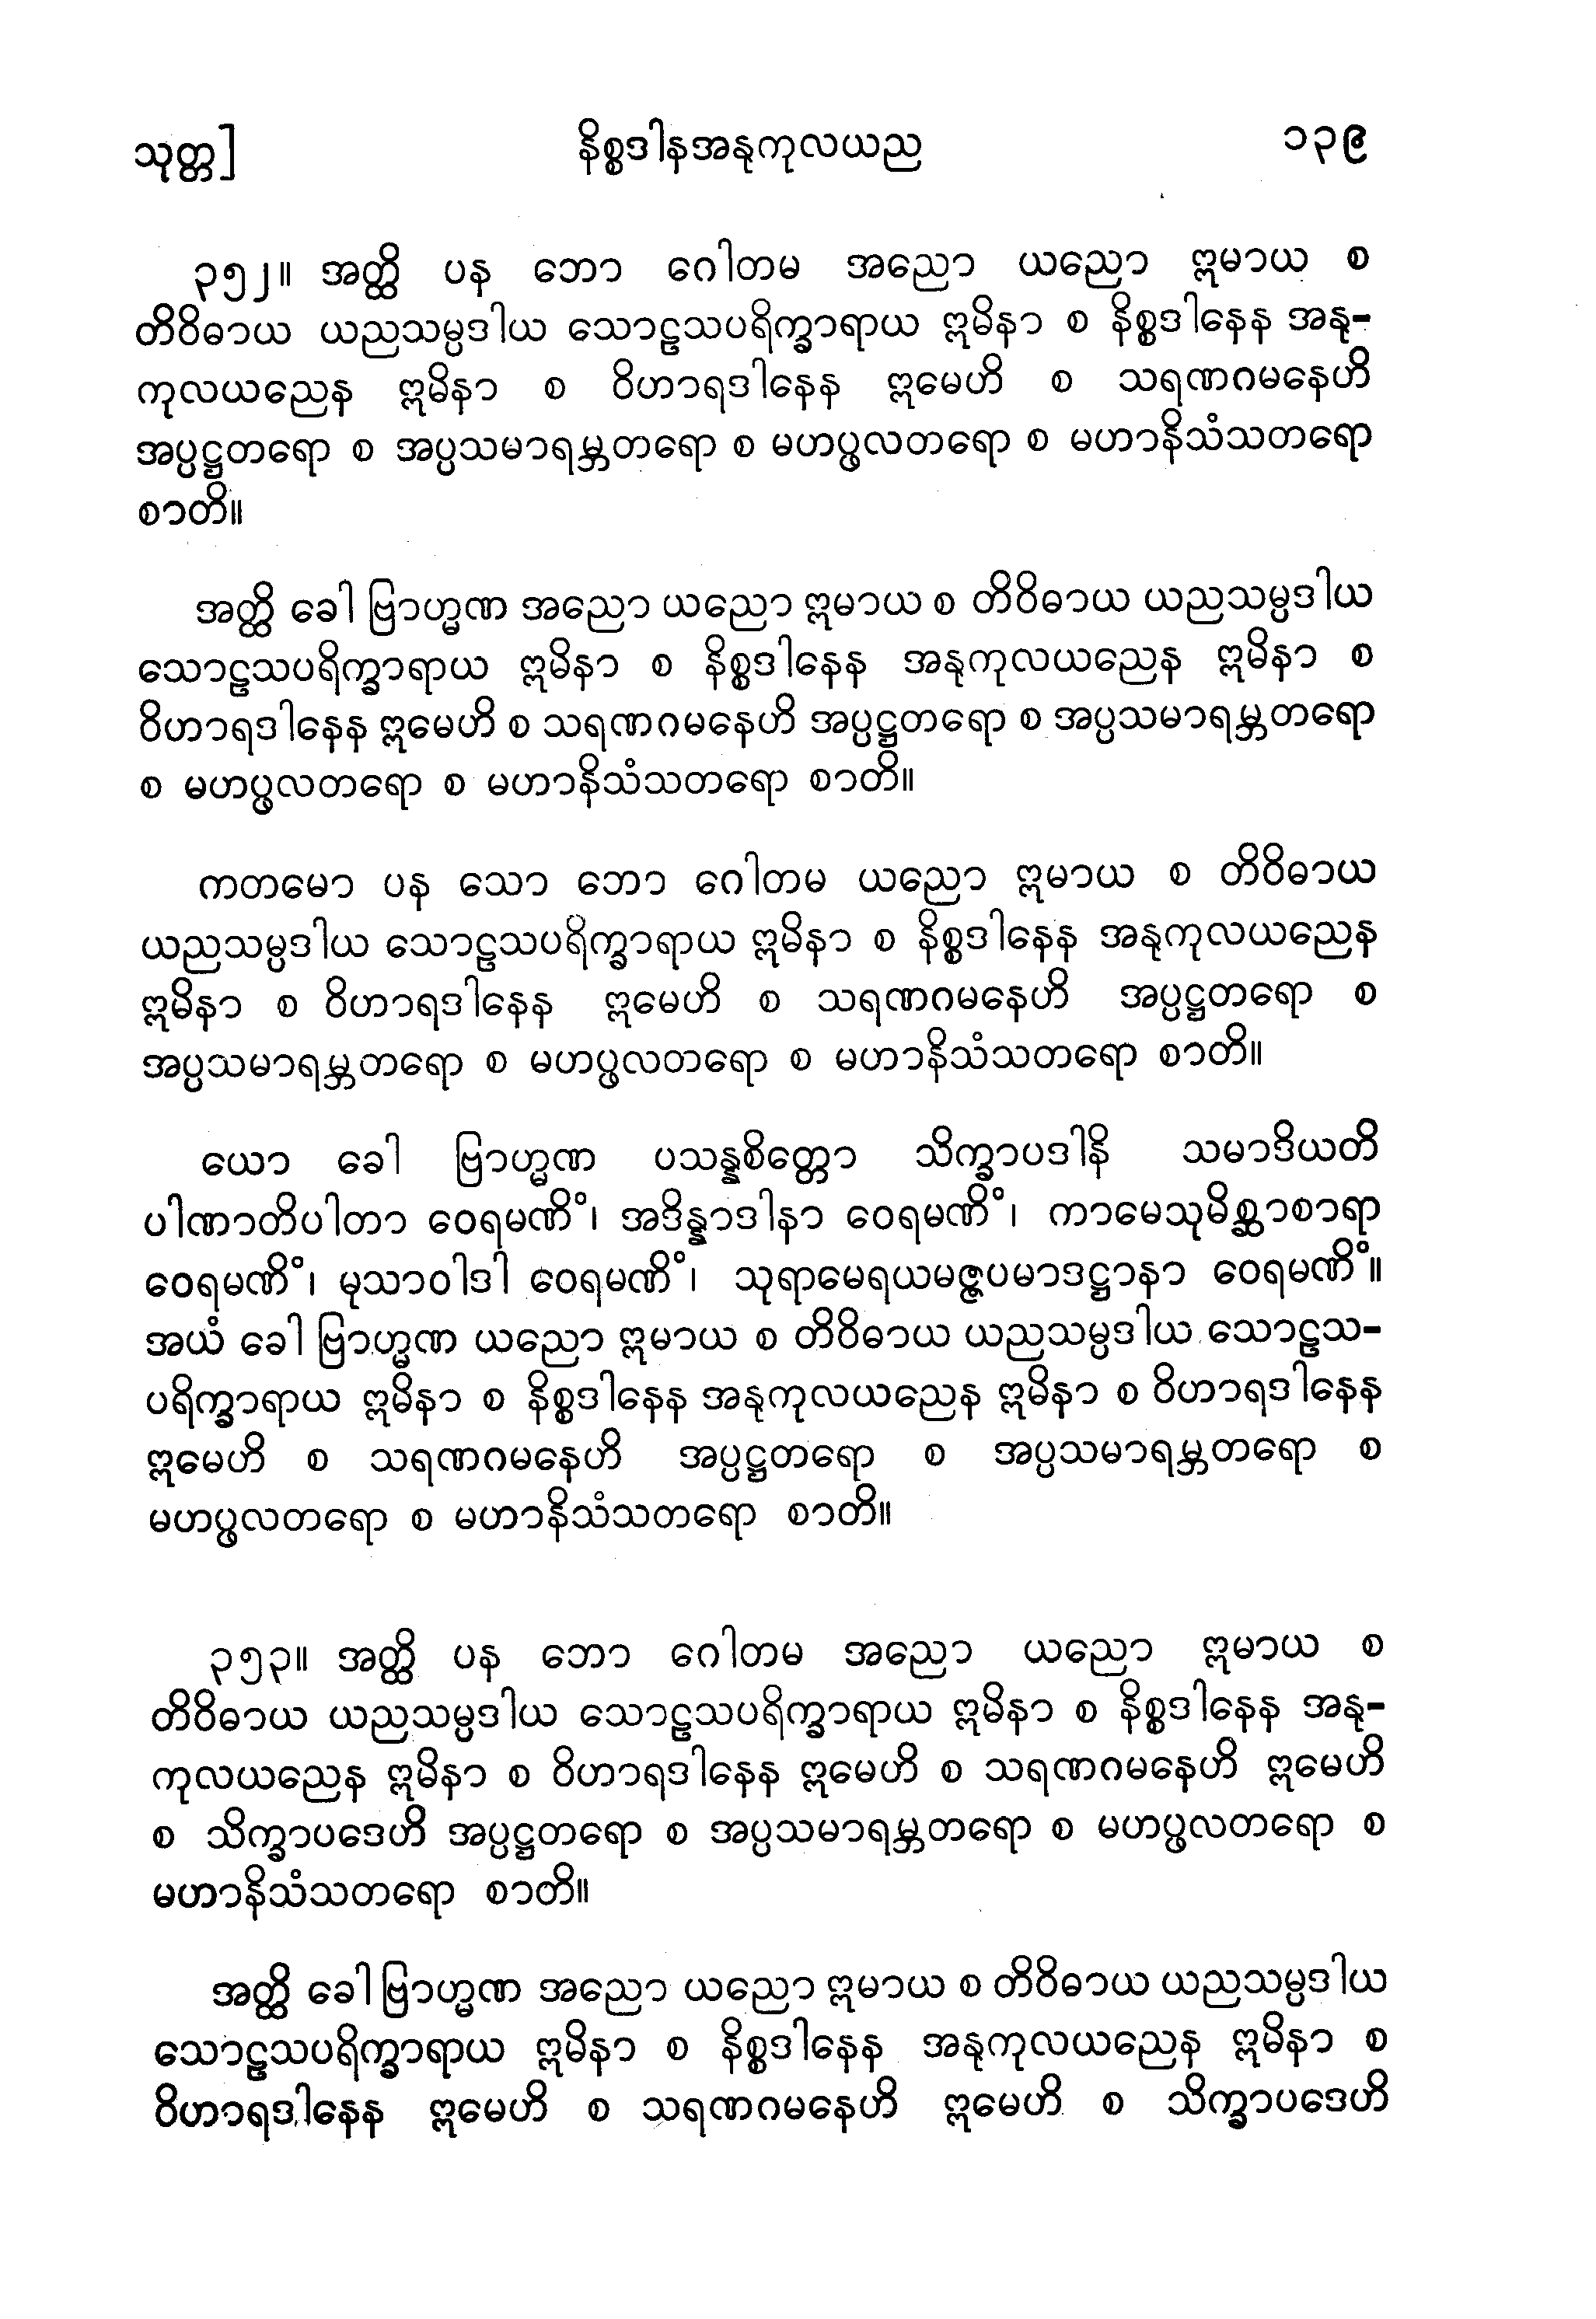 သုတ္တ] နိစ္စဒါနအနုကုလယည ၁၃၉
၃၅၂။ အတ္ထိ ပန ဘော ဂေါတမ အညော ယညော ဣမာယ စ
တိဝိဓာယ ယညသမ္ပဒါယ သောဠသပရိက္ခာရာယ ဣမိနာ စ နိစ္စဒါနေန အနု-
ကုလယညေန ဣမိနာ စ ဝိဟာရဒါနေန ဣမေဟိ စ သရဏဂမနေဟိ
အပ္ပဋ္ဌတရော စ အပ္ပသမာရမ္ဘတရော စ မဟပ္ဖလတရော စ မဟာနိသံသတရော
စာတိ။
အတ္ထိ ခေါ ဗြာဟ္မဏ အညော ယညော ဣမာယ စ တိဝိဓာယ ယညသမ္ပဒါယ
သောဠသပရိက္ခာရာယ ဣမိနာ စ နိစ္စဒါနေန အနုကုလယညေန ဣမိနာ စ
ဝိဟာရဒါနေန ဣမေဟိ စ သရဏဂမနေဟိ အပ္ပဋ္ဌတရော စ အပ္ပသမာရမ္ဘတရော
စ မဟပ္ဖလတရော စ မဟာနိသံသတရော စာတိ။
ကတမော ပန သော ဘော ဂေါတမ ယညော ဣမာယ စ တိဝိဓာယ
ယညသမ္ပဒါယ သောဠသပရိက္ခာရာယ ဣမိနာ စ နိစ္စဒါနေန အနုကုလယညေန
ဣမိနာ စ ဝိဟာရဒါနေန ဣမေဟိ စ သရဏဂမနေဟိ အပ္ပဋ္ဌတရော စ
အပ္ပသမာရမ္ဘတရော စ မဟပ္ဖလတရော စ မဟာနိသံသတရော စာတိ။
ယော ခေါ ဗြာဟ္မဏ ပသန္နစိတ္တော သိက္ခာပဒါနိ သမာဒိယတိ
ပါဏာတိပါတာ ဝေရမဏိံ၊ အဒိန္နာဒါနာ ဝေရမဏိံ၊ ကာမေသုမိစ္ဆာစာရာ
ဝေရမဏိံ၊ မုသာဝါဒါ ဝေရမဏိံ၊ သုရာမေရယမဇ္ဇပမာဒဋ္ဌာနာ ဝေရမဏိံ။
အယံ ခေါ ဗြာဟ္မဏ ယညော ဣမာယ စ တိဝိဓာယ ယညသမ္ပဒါယ သောဠသ-
ပရိက္ခာရာယ ဣမိနာ စ နိစ္စဒါနေန အနုကုလယညေန ဣမိနာ စ ဝိဟာရဒါနေန
ဣမေဟိ စ သရဏဂမနေဟိ အပ္ပဋ္ဌတရော စ အပ္ပသမာရမ္ဘတရော စ
မဟပ္ဖလတရော စ မဟာနိသံသတရော စာတိ။
၃၅၃။ အတ္ထိ ပန ဘော ဂေါတမ အညော ယညော ဣမာယ စ
တိဝိဓာယ ယညသမ္ပဒါယ သောဠသပရိက္ခာရာယ ဣမိနာ စ နိစ္စဒါနေန အနု-
ကုလယညေန ဣမိနာ စ ဝိဟာရဒါနေန ဣမေဟိ စ သရဏဂမနေဟိ ဣမေဟိ
စ သိက္ခာပဒေဟိ အပ္ပဋ္ဌတရော စ အပ္ပသမာရမ္ဘတရော စ မဟပ္ဖလတရော စ
မဟာနိသံသတရော စာတိ။
အတ္ထိ ခေါ ဗြာဟ္မဏ အညော ယညော ဣမာယ စ တိဝိဓာယ ယညသမ္ပဒါယ
သောဠသပရိက္ခာရာယ ဣမိနာ စ နိစ္စဒါနေန အနုကုလယညေန ဣမိနာ စ
ဝိဟာရဒါနေန ဣမေဟိ စ သရဏဂမနေဟိ ဣမေဟိ စ သိက္ခာပဒေဟိ